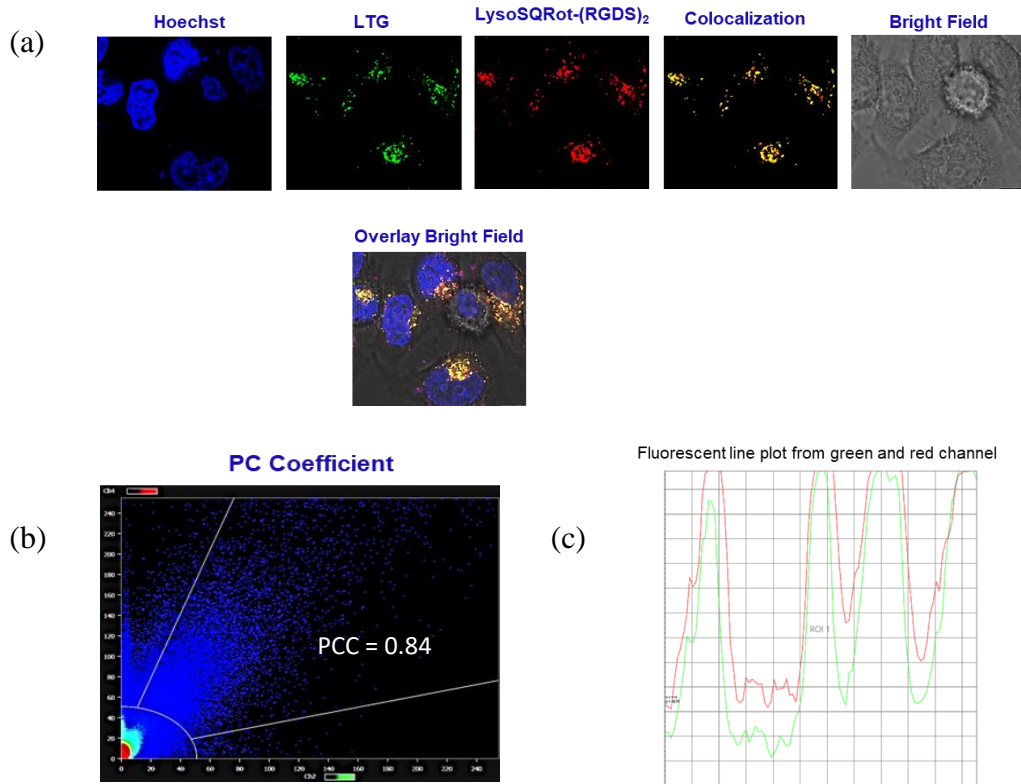 (a)
Hoechst
LTG
LysoSQRot-(RGDS)₂
Colocalization
Bright Field
Overlay Bright Field
(b)
PC Coefficient
Ch4
240
220
200
180
160
140
120
100
80
60
40
20
0
PCC = 0.84
0 20 40 60 80 100 120 140 160 180 200 220 240
Ch2
(c)
Fluorescent line plot from green and red channel
ROI 1